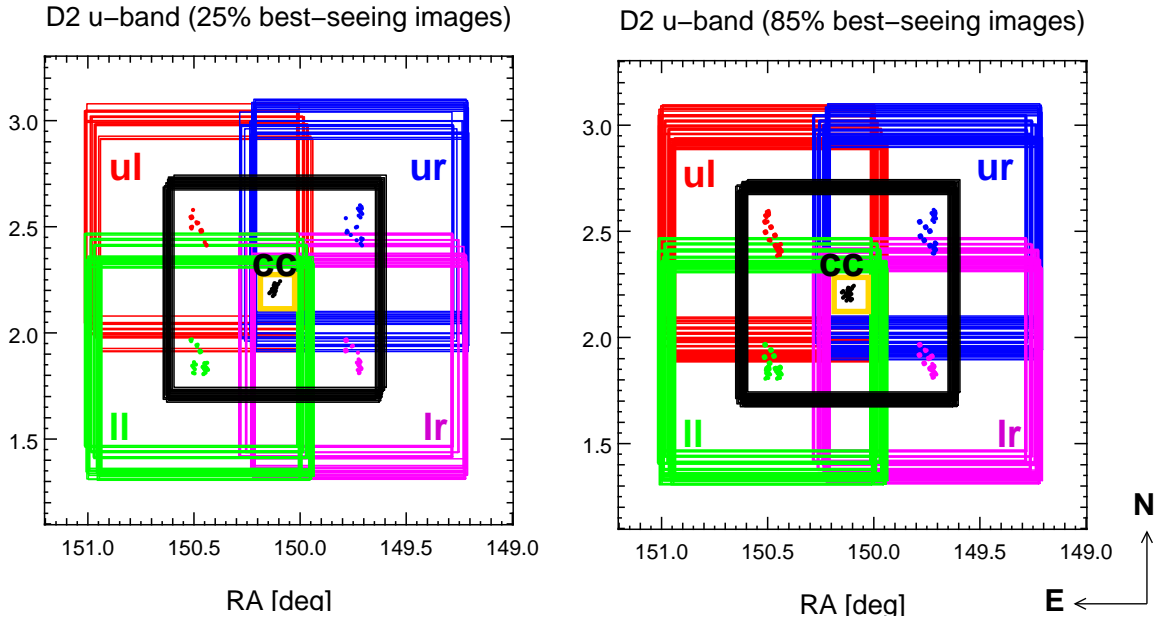 D2 u−band (25% best−seeing images)
3.0
2.5
2.0
1.5
ul
ur
cc
ll
lr
151.0 150.5 150.0 149.5 149.0
RA [deg]
D2 u−band (85% best−seeing images)
3.0
2.5
2.0
1.5
ul
ur
cc
ll
lr
151.0 150.5 150.0 149.5 149.0
RA [deg]
N
E